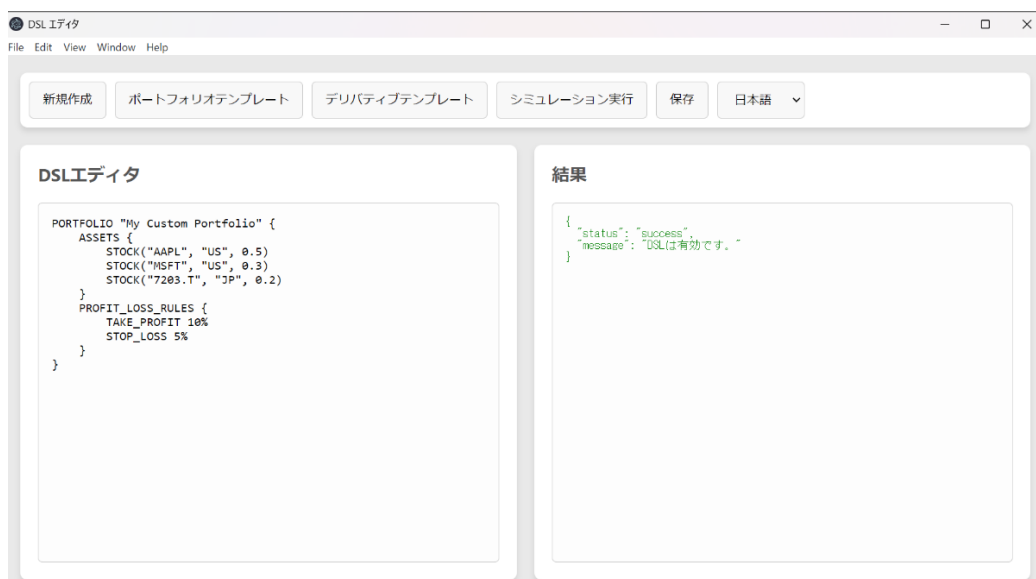 DSL エディタ
File Edit View Window Help
新規作成 ポートフォリオテンプレート デリバティブテンプレート シミュレーション実行 保存 日本語
DSLエディタ
PORTFOLIO "My Custom Portfolio" {
    ASSETS {
        STOCK("AAPL", "US", 0.5)
        STOCK("MSFT", "US", 0.3)
        STOCK("7203.T", "JP", 0.2)
    }
    PROFIT_LOSS_RULES {
        TAKE_PROFIT 10%
        STOP_LOSS 5%
    }
}
結果
{
  "status": "success",
  "message": "DSLは有効です。"
}